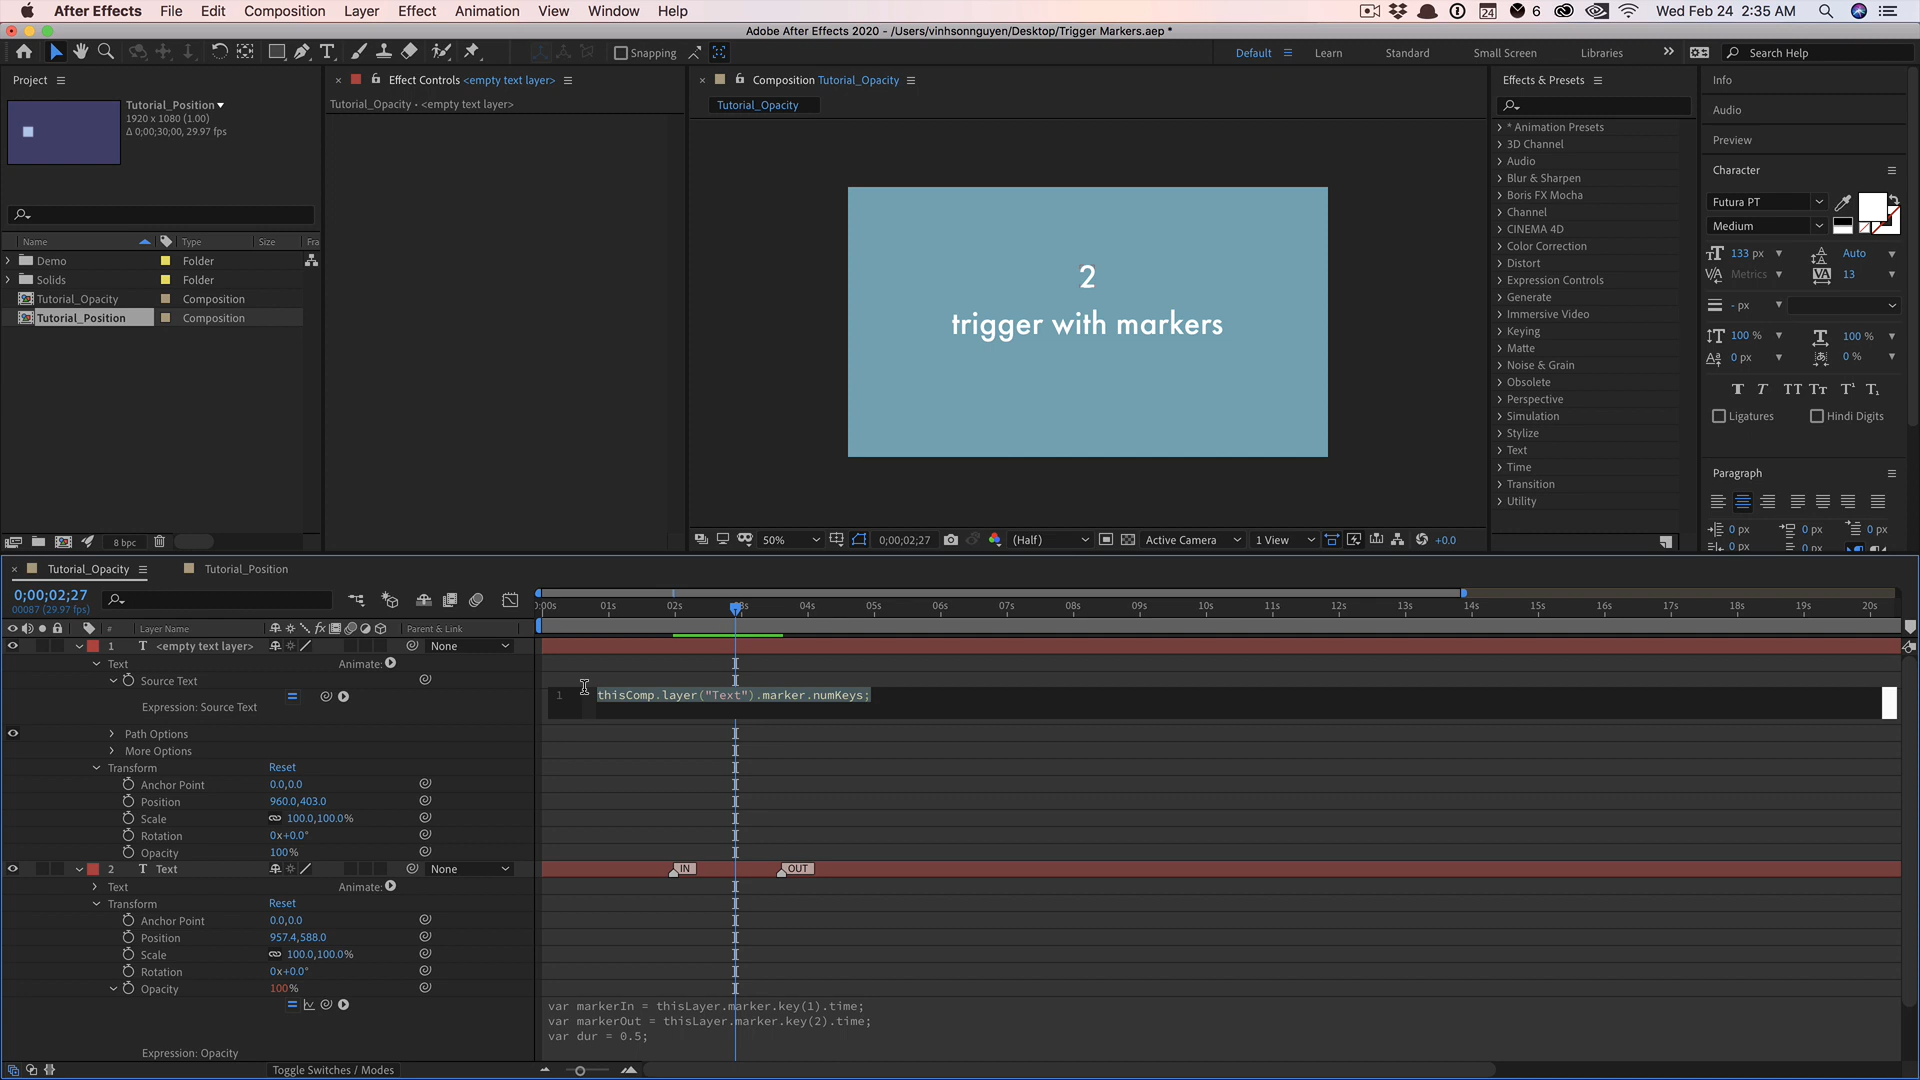 After Effects File Edit Composition Layer Effect Animation View Window Help 6 Wed Feb 24 2:35 AM
Adobe After Effects 2020 - /Users/vinhsonnguyen/Desktop/Trigger Markers.aep *
Snapping Default Learn Standard Small Screen Libraries Search Help
Project
Tutorial_Position
1920 x 1080 (1.00)
Δ 0;00;30;00, 29.97 fps
Name Type Size Fra
Demo Folder
Solids Folder
Tutorial_Opacity Composition
Tutorial_Position Composition
8 bpc
Effect Controls <empty text layer>
Tutorial_Opacity • <empty text layer>
Composition Tutorial_Opacity
Tutorial_Opacity
2
trigger with markers
50% 0;00;02;27 (Half) Active Camera 1 View +0.0
Effects & Presets
* Animation Presets
3D Channel
Audio
Blur & Sharpen
Boris FX Mocha
Channel
CINEMA 4D
Color Correction
Distort
Expression Controls
Generate
Immersive Video
Keying
Matte
Noise & Grain
Obsolete
Perspective
Simulation
Stylize
Text
Time
Transition
Utility
Info
Audio
Preview
Character
Futura PT
Medium
133 px Auto
Metrics 13
- px
100 % 100 %
0 px 0 %
Ligatures Hindi Digits
Paragraph
0 px 0 px 0 px
0 px 0 px
Tutorial_Opacity Tutorial_Position
0;00;02;27
00087 (29.97 fps)
0:00s 01s 02s 03s 04s 05s 06s 07s 08s 09s 10s 11s 12s 13s 14s 15s 16s 17s 18s 19s 20s
# Layer Name Parent & Link
1 T <empty text layer> None
Text Animate:
Source Text
1 thisComp.layer("Text").marker.numKeys;
Expression: Source Text
Path Options
More Options
Transform Reset
Anchor Point 0.0,0.0
Position 960.0,403.0
Scale 100.0,100.0%
Rotation 0x+0.0°
Opacity 100%
2 T Text None IN OUT
Text Animate:
Transform Reset
Anchor Point 0.0,0.0
Position 957.4,588.0
Scale 100.0,100.0%
Rotation 0x+0.0°
Opacity 100%
var markerIn = thisLayer.marker.key(1).time;
var markerOut = thisLayer.marker.key(2).time;
var dur = 0.5;
Expression: Opacity
Toggle Switches / Modes